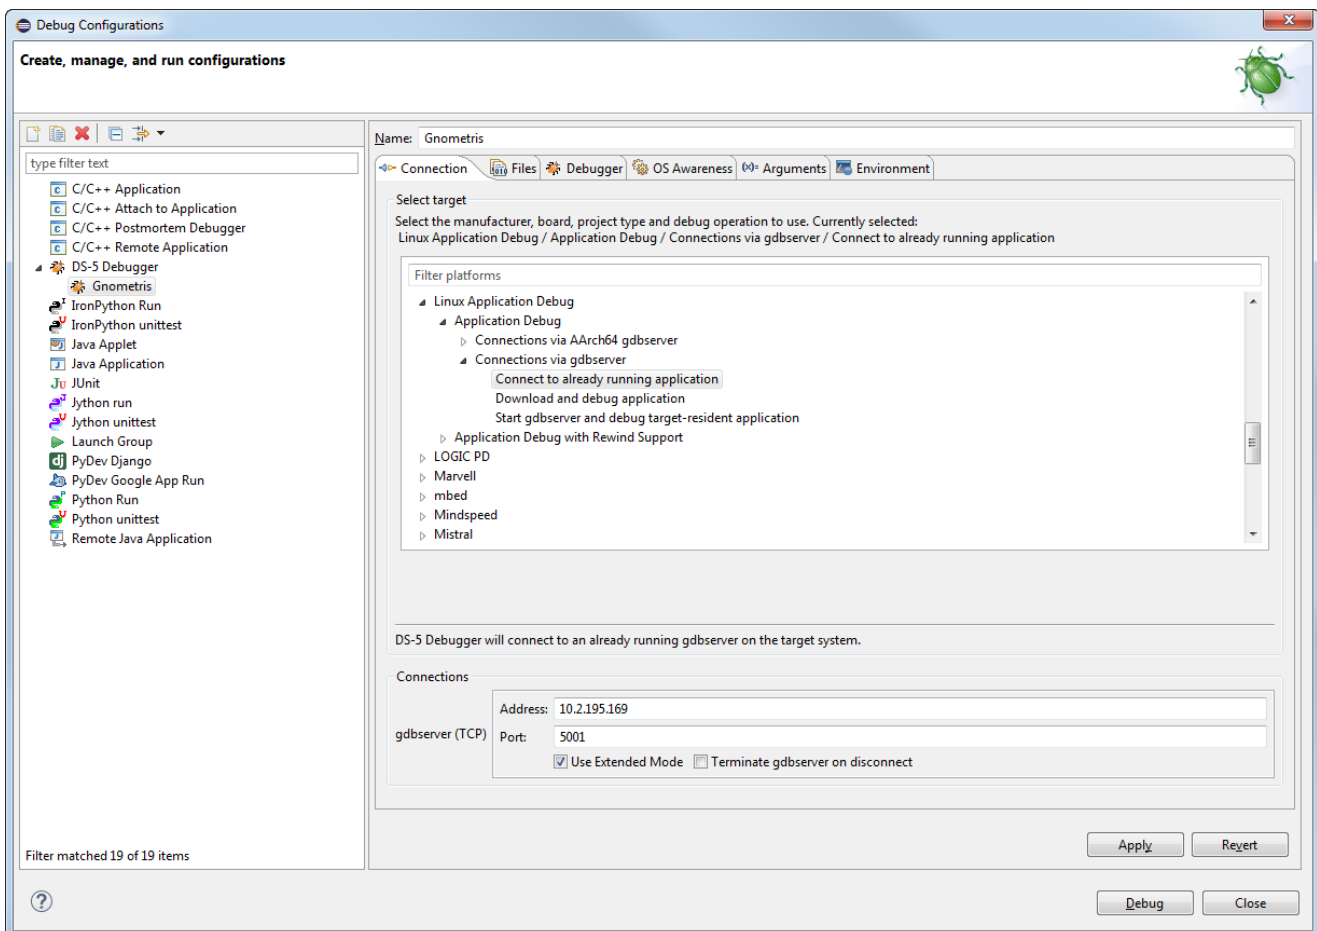 Debug Configurations
Create, manage, and run configurations
type filter text
C/C++ Application
C/C++ Attach to Application
C/C++ Postmortem Debugger
C/C++ Remote Application
DS-5 Debugger
Gnometris
IronPython Run
IronPython unittest
Java Applet
Java Application
JUnit
Jython run
Jython unittest
Launch Group
PyDev Django
PyDev Google App Run
Python Run
Python unittest
Remote Java Application
Filter matched 19 of 19 items
Name: Gnometris
Connection Files Debugger OS Awareness (x)= Arguments Environment
Select target
Select the manufacturer, board, project type and debug operation to use. Currently selected:
Linux Application Debug / Application Debug / Connections via gdbserver / Connect to already running application
Filter platforms
Linux Application Debug
Application Debug
Connections via AArch64 gdbserver
Connections via gdbserver
Connect to already running application
Download and debug application
Start gdbserver and debug target-resident application
Application Debug with Rewind Support
LOGIC PD
Marvell
mbed
Mindspeed
Mistral
DS-5 Debugger will connect to an already running gdbserver on the target system.
Connections
gdbserver (TCP)
Address: 10.2.195.169
Port: 5001
Use Extended Mode Terminate gdbserver on disconnect
Apply Revert
Debug Close